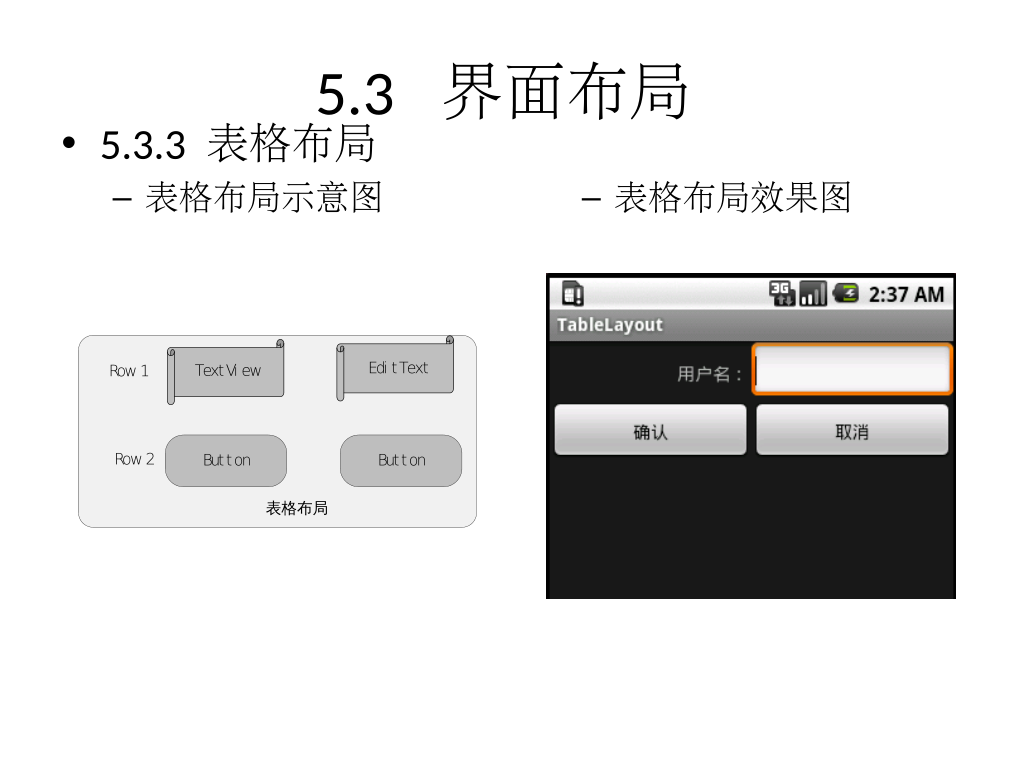 5.3 界面布局
• 5.3.3 表格布局
– 表格布局示意图
– 表格布局效果图
Row 1
TextView
EditText
Row 2
Button
Button
表格布局
3G
2:37 AM
TableLayout
用户名：
确认
取消